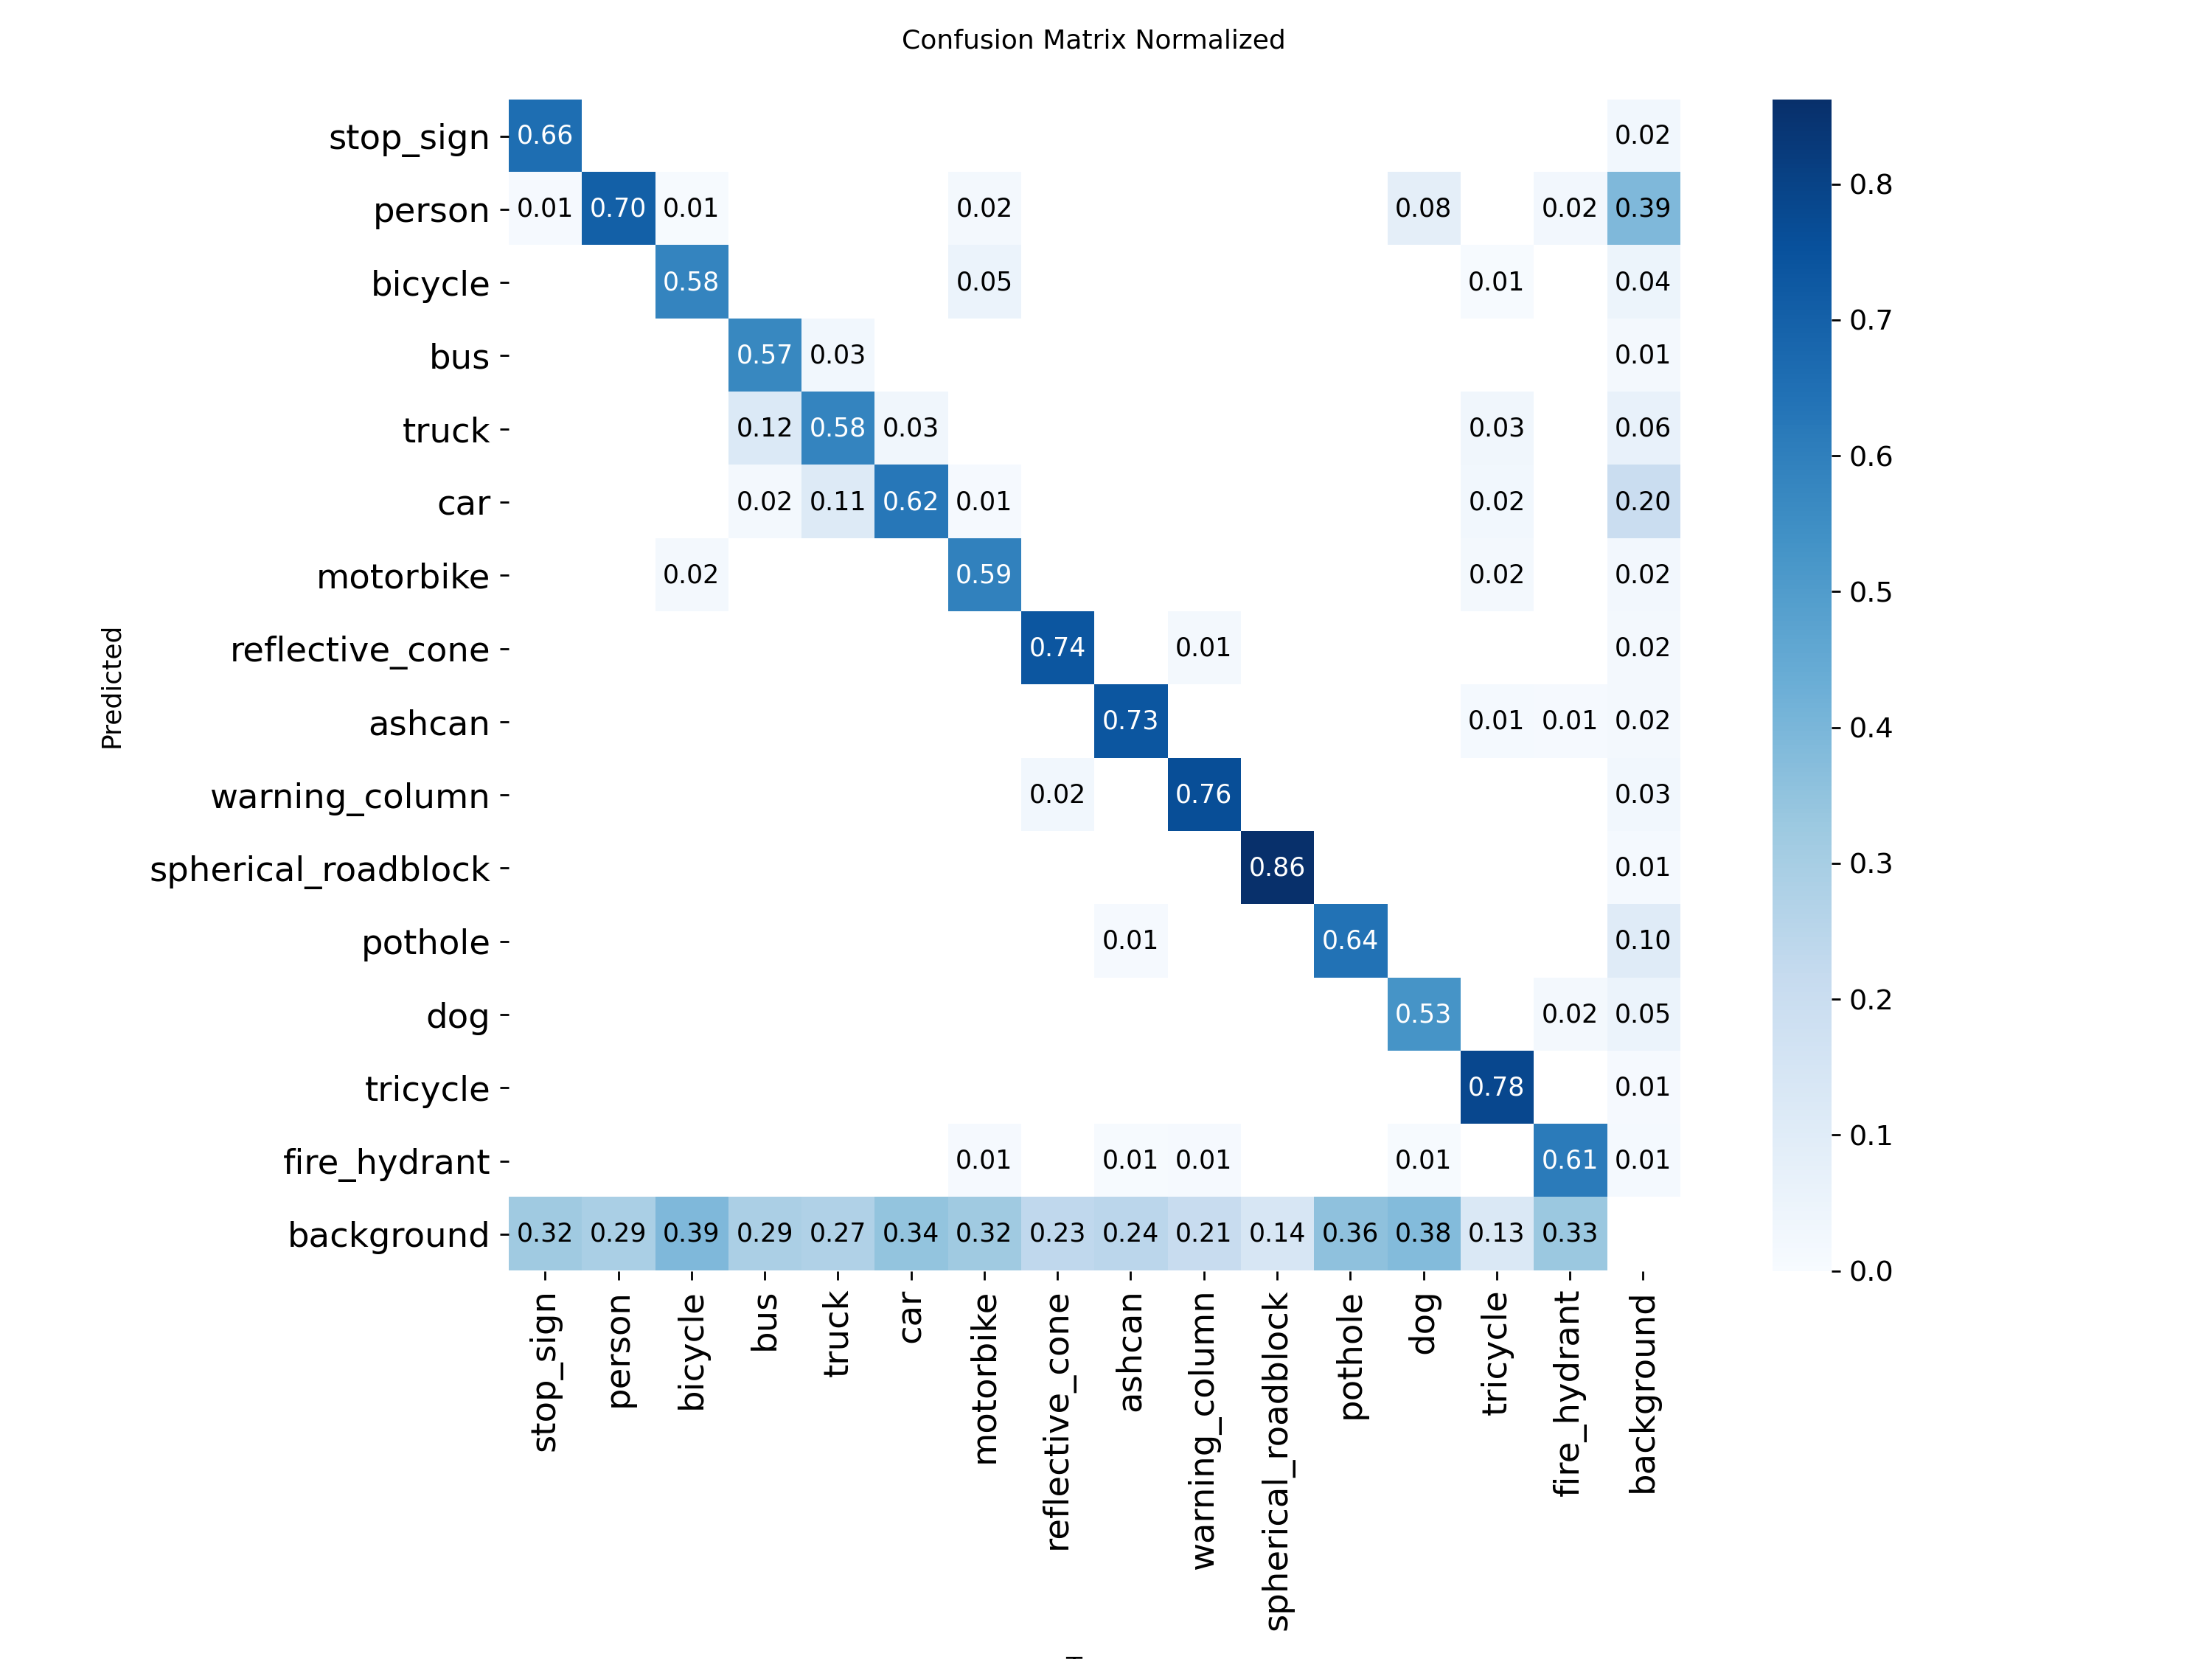 Confusion Matrix Normalized
stop_sign 0.66 0.02
person 0.01 0.70 0.01 0.02 0.08 0.02 0.39
bicycle 0.58 0.05 0.01 0.04
bus 0.57 0.03 0.01
truck 0.12 0.58 0.03 0.03 0.06
car 0.02 0.11 0.62 0.01 0.02 0.20
motorbike 0.02 0.59 0.02 0.02
reflective_cone 0.74 0.01 0.02
ashcan 0.73 0.01 0.01 0.02
warning_column 0.02 0.76 0.03
spherical_roadblock 0.86 0.01
pothole 0.01 0.64 0.10
dog 0.53 0.02 0.05
tricycle 0.78 0.01
fire_hydrant 0.01 0.01 0.01 0.01 0.61 0.01
background 0.32 0.29 0.39 0.29 0.27 0.34 0.32 0.23 0.24 0.21 0.14 0.36 0.38 0.13 0.33
Predicted
stop_sign
person
bicycle
bus
truck
car
motorbike
reflective_cone
ashcan
warning_column
spherical_roadblock
pothole
dog
tricycle
fire_hydrant
background
0.8
0.7
0.6
0.5
0.4
0.3
0.2
0.1
0.0